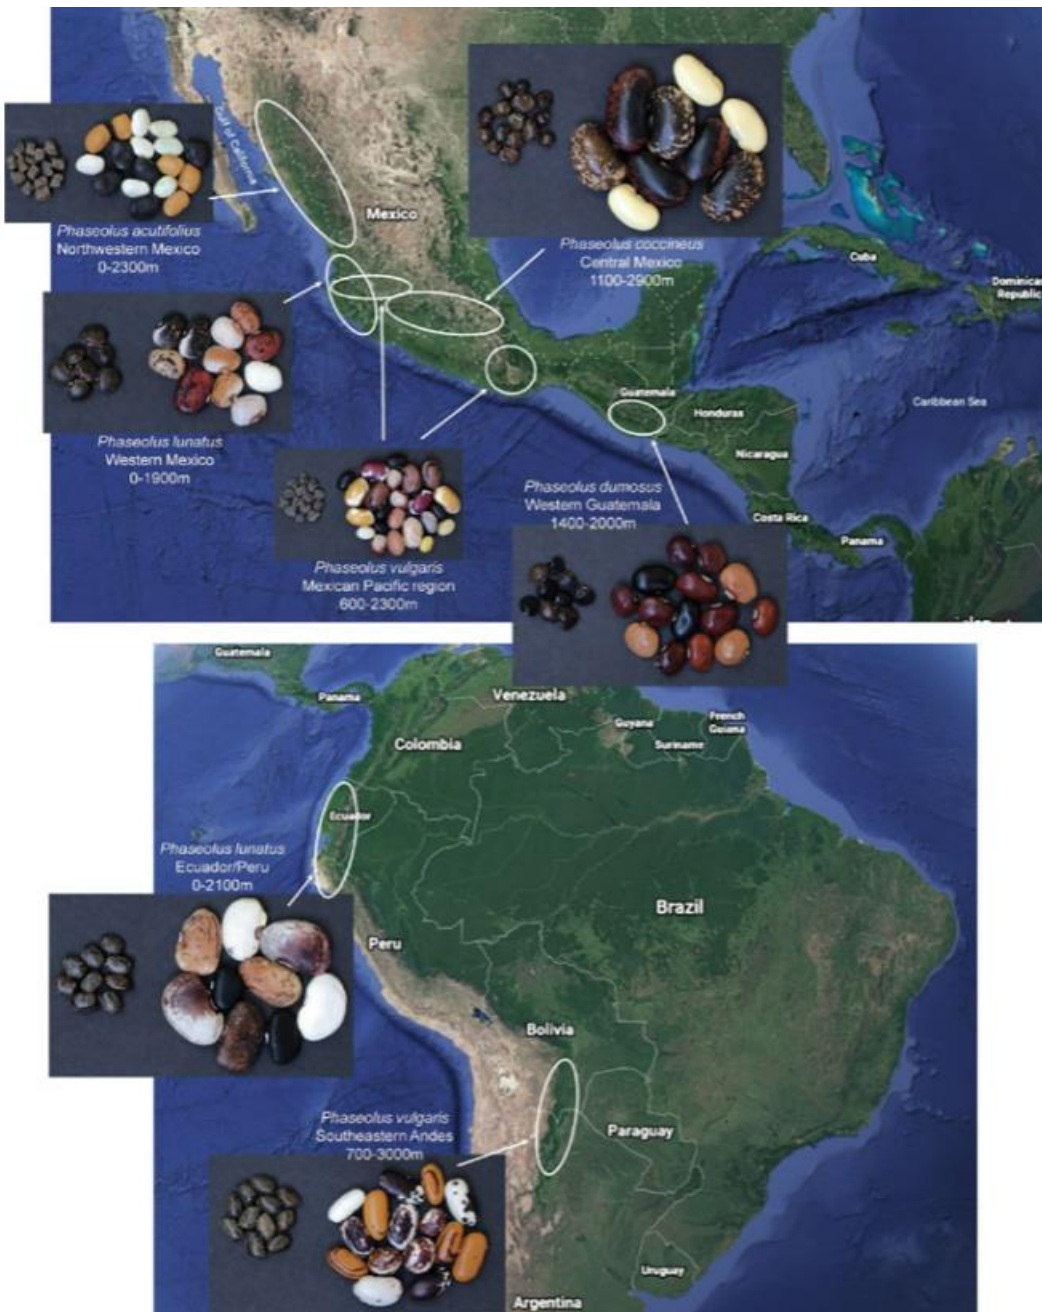 Gulf of California
Mexico
Phaseolus acutifolius
Northwestern Mexico
0-2300m
Phaseolus coccineus
Central Mexico
1100-2900m
Cuba
Dominican
Republic
Phaseolus lunatus
Western Mexico
0-1900m
Guatemala
Honduras
Caribbean Sea
Nicaragua
Phaseolus dumosus
Western Guatemala
1400-2000m
Costa Rica
Panama
Phaseolus vulgaris
Mexican Pacific region
600-2300m
Guatemala
Panama
Venezuela
Guyana
French
Guiana
Suriname
Colombia
Ecuador
Phaseolus lunatus
Ecuador/Peru
0-2100m
Brazil
Peru
Bolivia
Phaseolus vulgaris
Southeastern Andes
700-3000m
Paraguay
Uruguay
Argentina